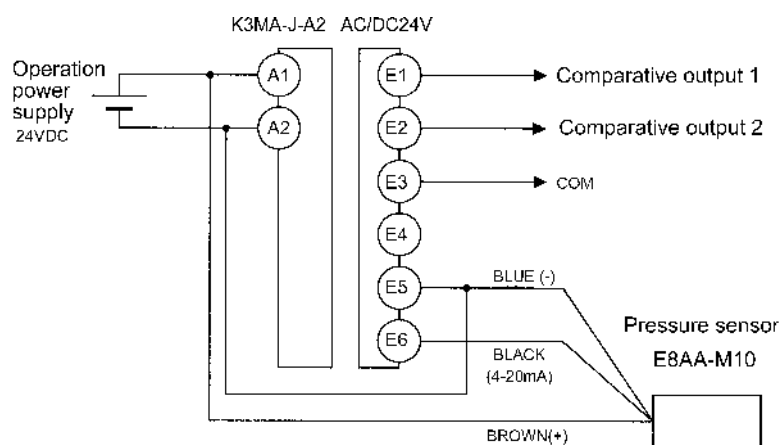 K3MA-J-A2 AC/DC24V
Operation
power
supply
24VDC
A1
A2
E1
E2
E3
E4
E5
E6
Comparative output 1
Comparative output 2
COM
BLUE (-)
BLACK
(4-20mA)
BROWN(+)
Pressure sensor
E8AA-M10